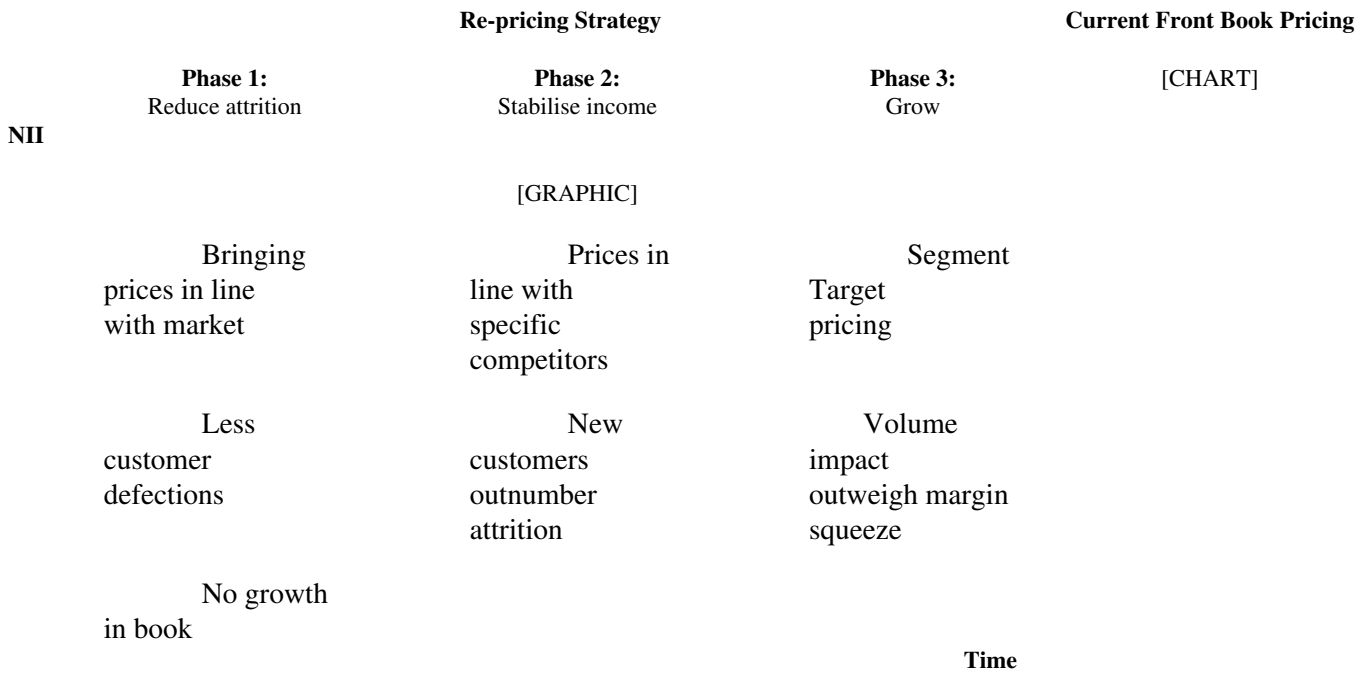 Re-pricing Strategy
Current Front Book Pricing
Phase 1:
Reduce attrition
Phase 2:
Stabilise income
Phase 3:
Grow
[CHART]
NII
[GRAPHIC]
Bringing
prices in line
with market
Prices in
line with
specific
competitors
Segment
Target
pricing
Less
customer
defections
New
customers
outnumber
attrition
Volume
impact
outweigh margin
squeeze
No growth
in book
Time